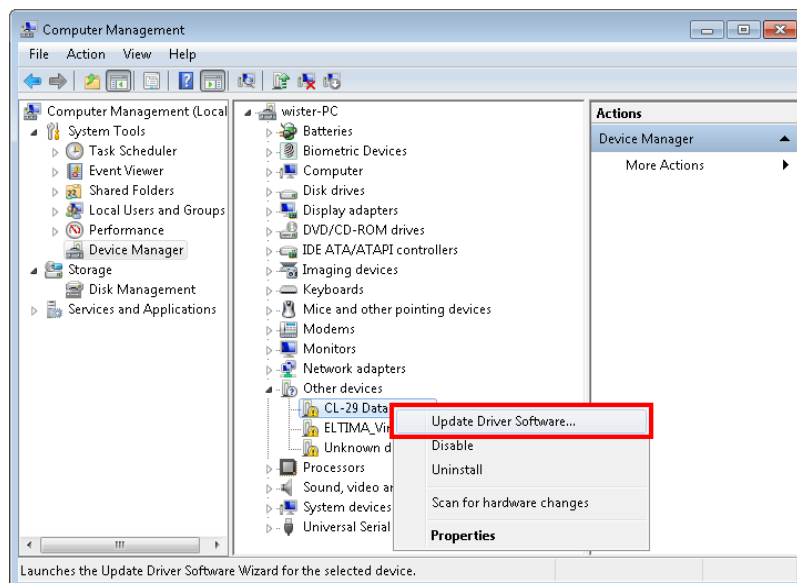 Computer Management
File Action View Help
Computer Management (Local
System Tools
Task Scheduler
Event Viewer
Shared Folders
Local Users and Groups
Performance
Device Manager
Storage
Disk Management
Services and Applications
wister-PC
Batteries
Biometric Devices
Computer
Disk drives
Display adapters
DVD/CD-ROM drives
IDE ATA/ATAPI controllers
Imaging devices
Keyboards
Mice and other pointing devices
Modems
Monitors
Network adapters
Other devices
CL-29 Data
ELTIMA_Vir
Unknown d
Processors
Sound, video ar
System devices
Universal Serial
Update Driver Software...
Disable
Uninstall
Scan for hardware changes
Properties
Actions
Device Manager
More Actions
Launches the Update Driver Software Wizard for the selected device.